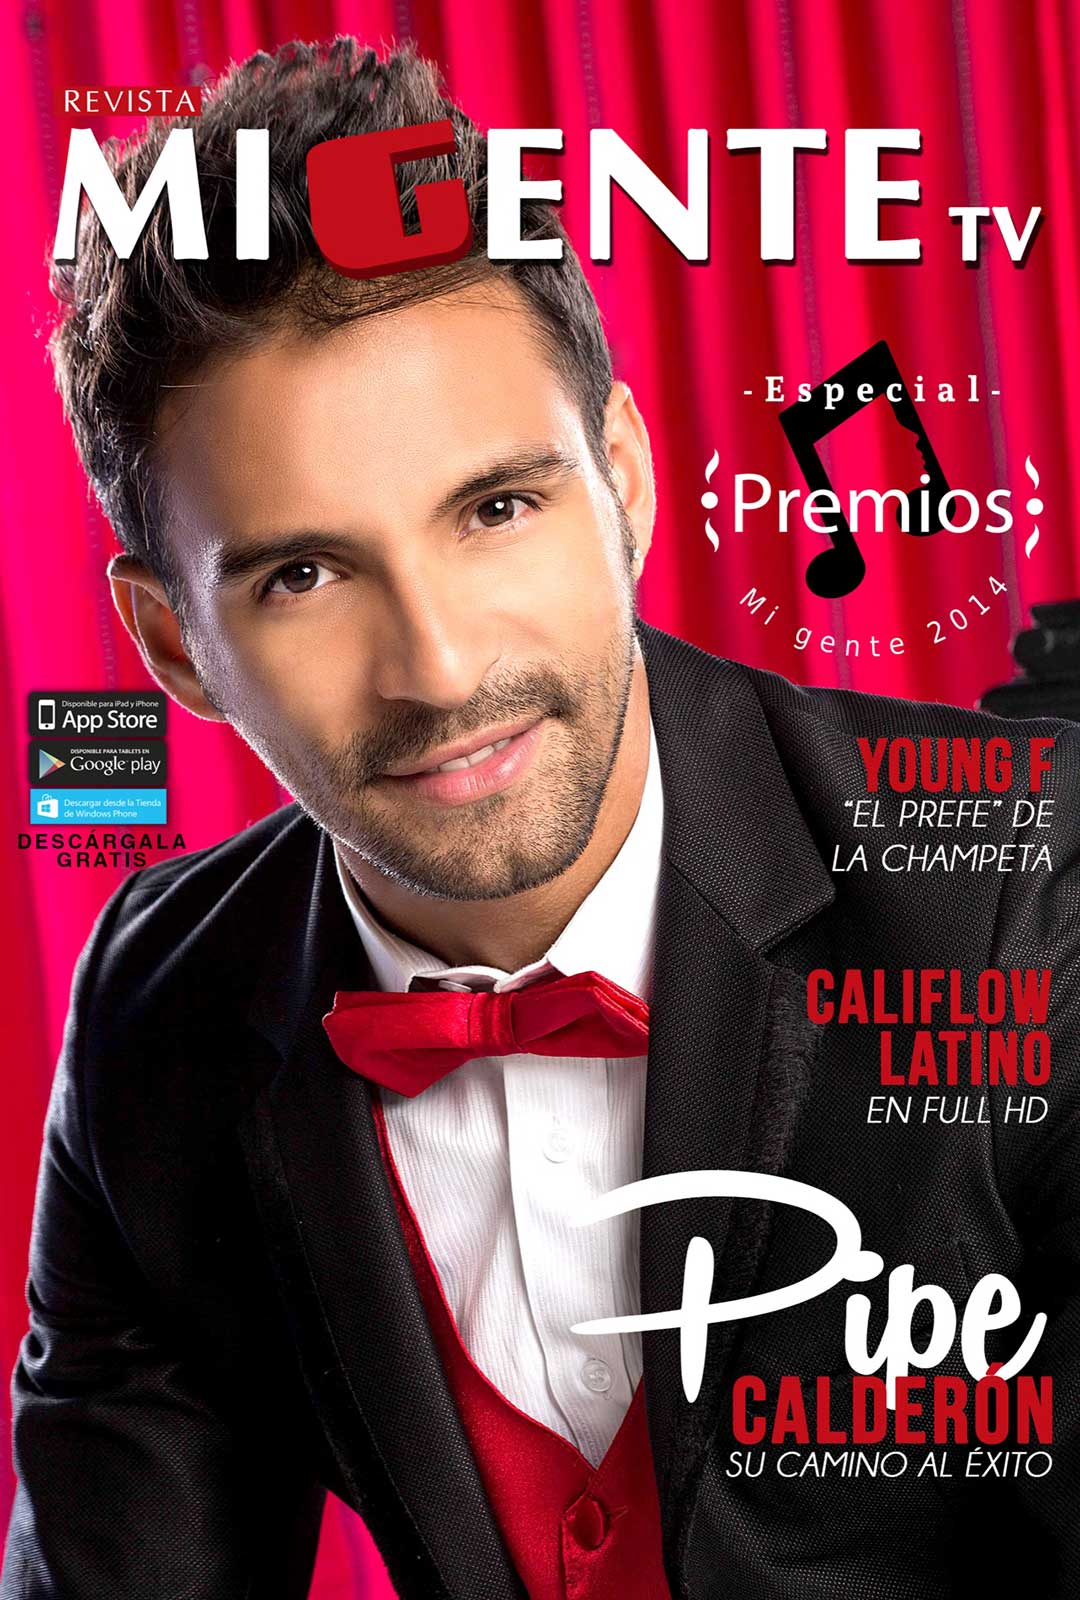 REVISTA
MI GENTE TV
-Especial-
Premios
Mi gente 2014
Disponible para iPad y iPhone
App Store
DISPONIBLE PARA TABLETS EN
Google play
Descargar desde la Tienda
de Windows Phone
DESCÁRGALA
GRATIS
YOUNG F
“EL PREFE” DE
LA CHAMPETA
CALIFLOW
LATINO
EN FULL HD
Pipe
CALDERÓN
SU CAMINO AL ÉXITO